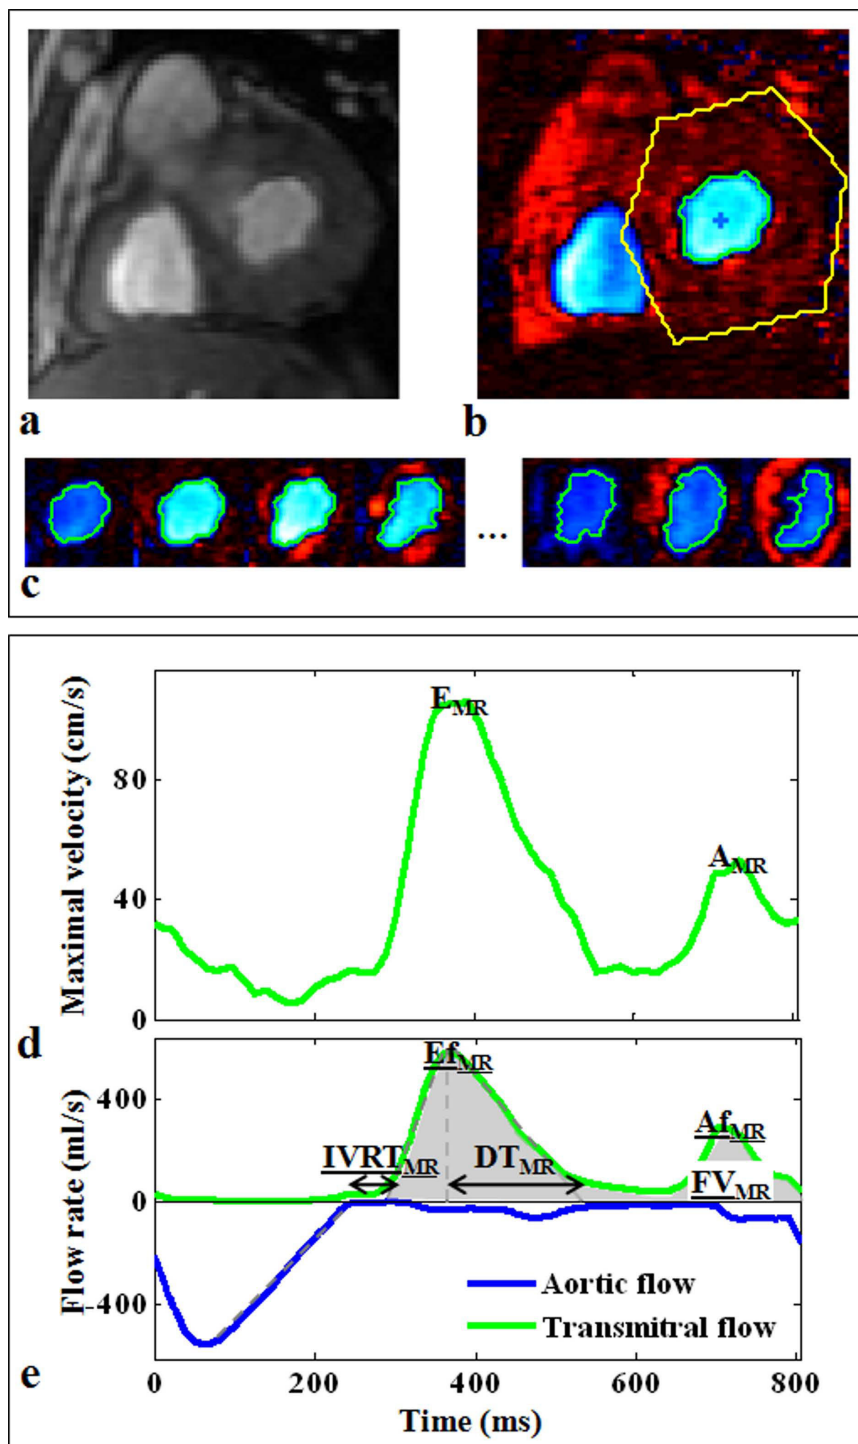 a
b
c
...
E_MR
A_MR
Maximal velocity (cm/s)
80
40
0
d
Ef_MR
Af_MR
IVRT_MR
DT_MR
FV_MR
Flow rate (ml/s)
400
0
-400
Aortic flow
Transmitral flow
e
0 200 400 600 800
Time (ms)